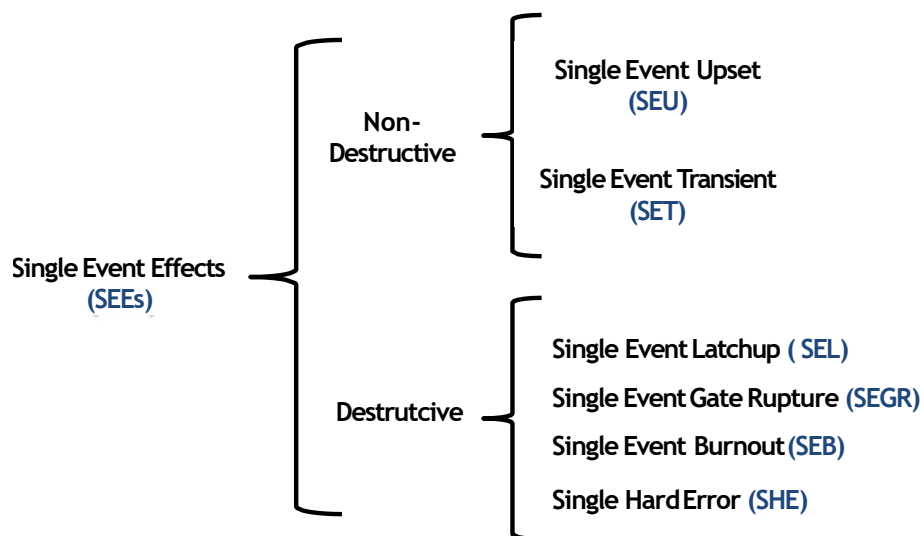 Single Event Effects
(SEEs)
Non-
Destructive
Single Event Upset
(SEU)
Single Event Transient
(SET)
Destrutcive
Single Event Latchup ( SEL)
Single Event Gate Rupture (SEGR)
Single Event Burnout (SEB)
Single Hard Error (SHE)